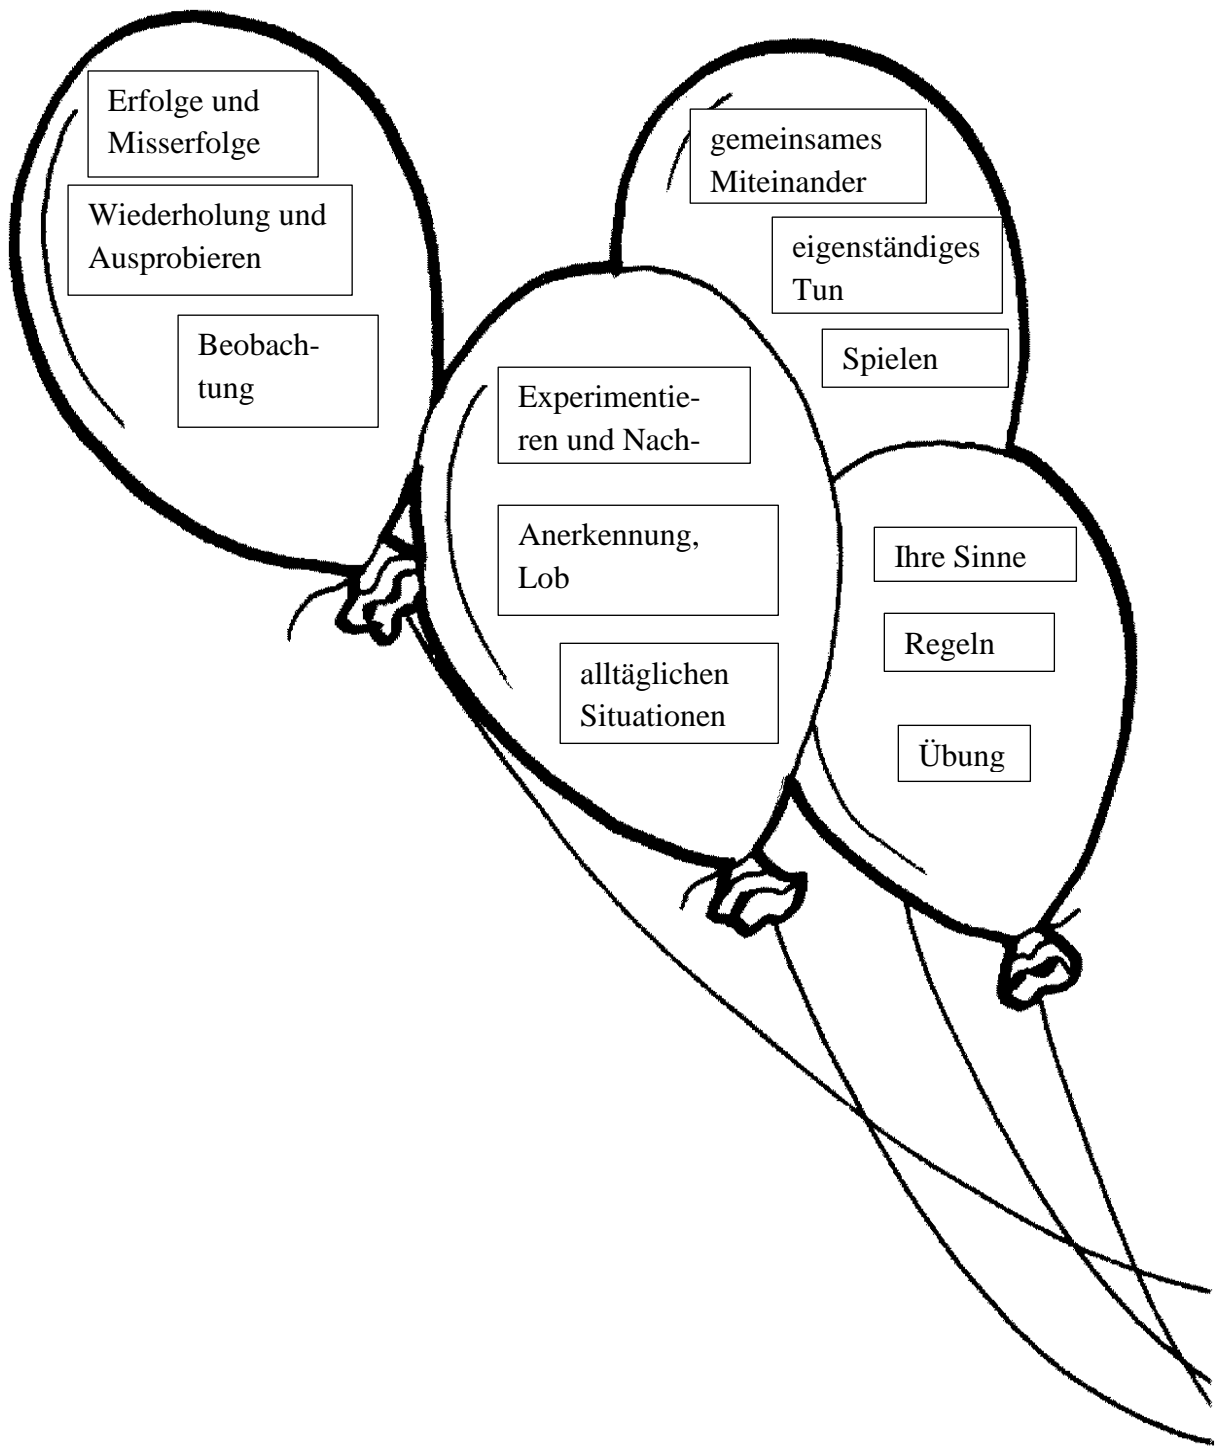 Erfolge und
Misserfolge
Wiederholung und
Ausprobieren
Beobach-
tung
gemeinsames
Miteinander
eigenständiges
Tun
Spielen
Experimentie-
ren und Nach-
Anerkennung,
Lob
alltäglichen
Situationen
Ihre Sinne
Regeln
Übung